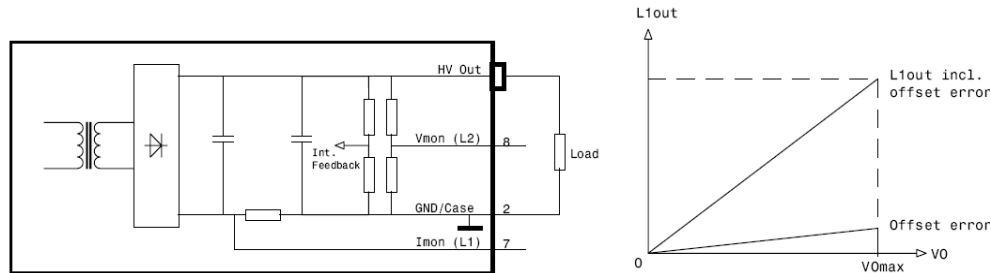 HV Out
Vmon (L2)
8
Int.
Feedback
Load
GND/Case
2
Imon (L1)
7
L1out
L1out incl.
offset error
Offset error
0
VO
VOmax